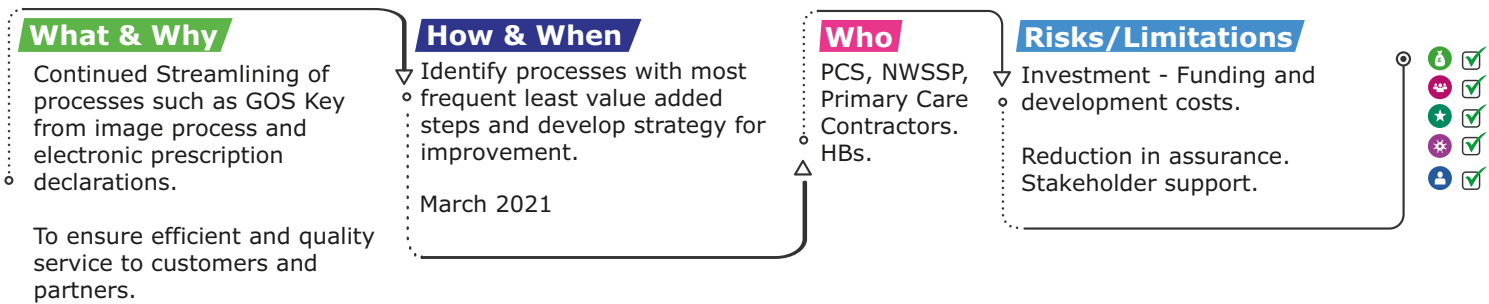 What & Why
Continued Streamlining of
processes such as GOS Key
from image process and
electronic prescription
declarations.
To ensure efficient and quality
service to customers and
partners.
How & When
Identify processes with most
frequent least value added
steps and develop strategy for
improvement.
March 2021
Who
PCS, NWSSP,
Primary Care
Contractors.
HBs.
Risks/Limitations
Investment - Funding and
development costs.
Reduction in assurance.
Stakeholder support.